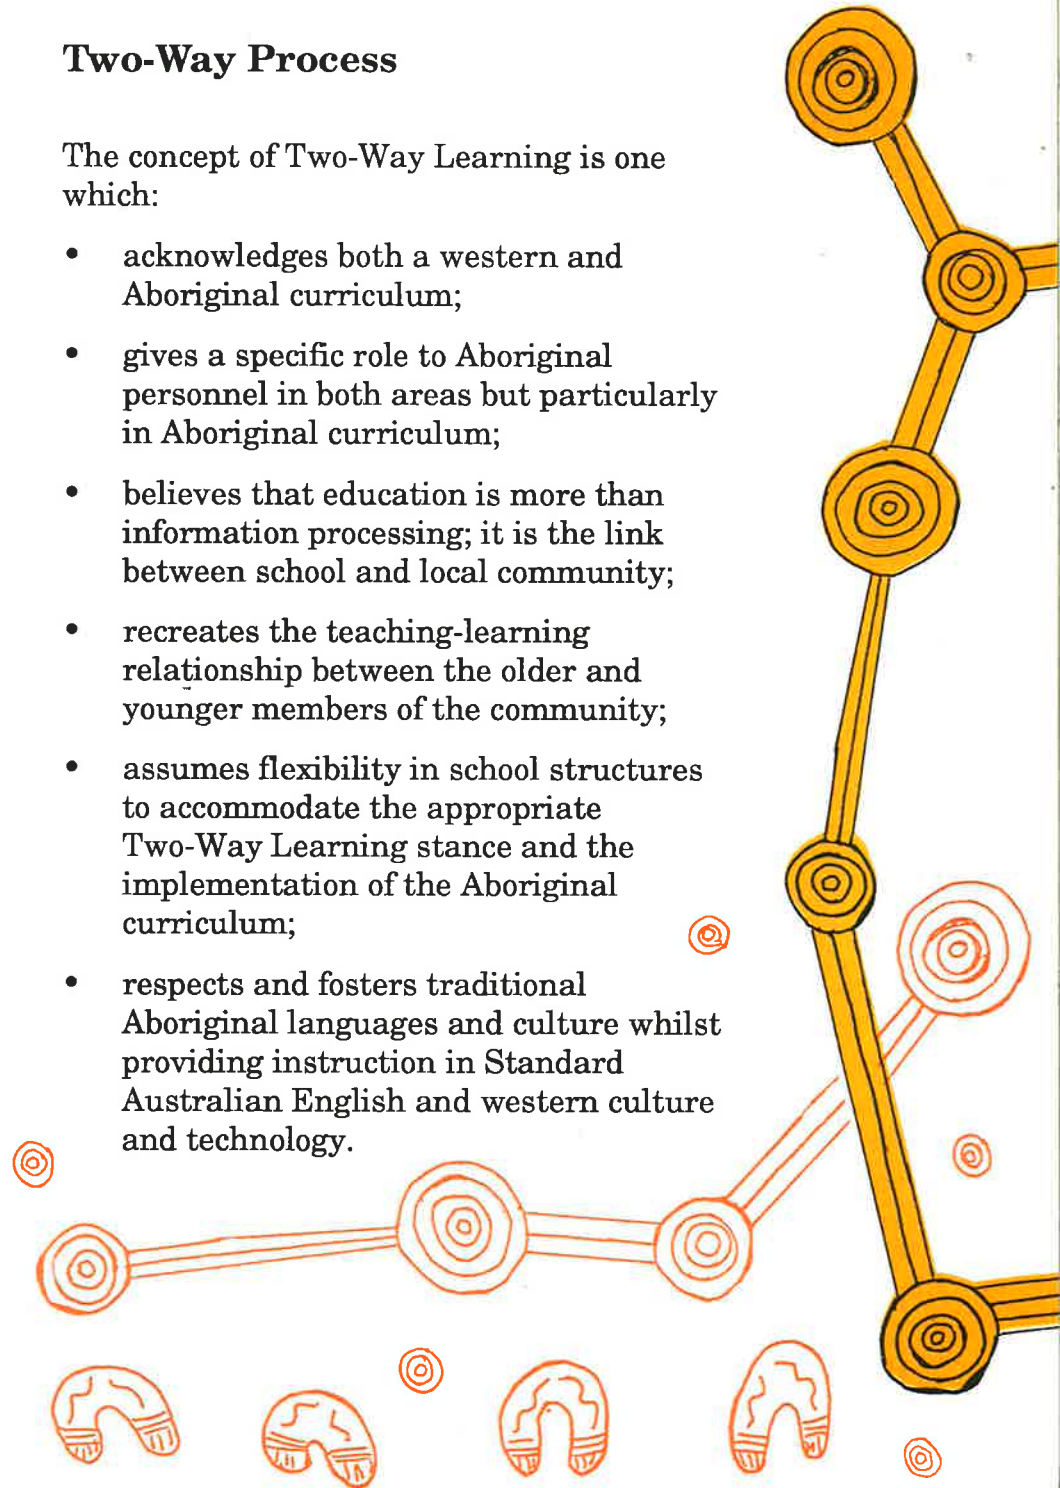 Two-Way Process
The concept of Two-Way Learning is one
which:
• acknowledges both a western and
Aboriginal curriculum;
• gives a specific role to Aboriginal
personnel in both areas but particularly
in Aboriginal curriculum;
• believes that education is more than
information processing; it is the link
between school and local community;
• recreates the teaching-learning
relationship between the older and
younger members of the community;
• assumes flexibility in school structures
to accommodate the appropriate
Two-Way Learning stance and the
implementation of the Aboriginal
curriculum;
• respects and fosters traditional
Aboriginal languages and culture whilst
providing instruction in Standard
Australian English and western culture
and technology.